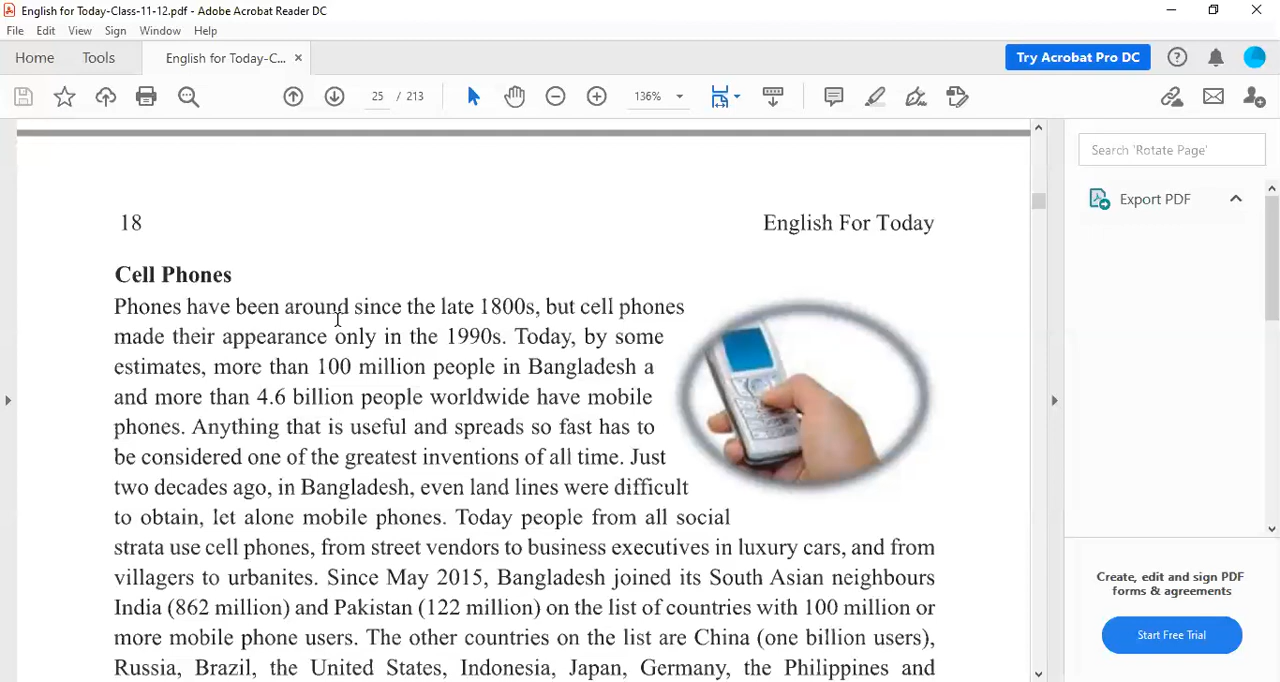 English for Today-Class-11-12.pdf - Adobe Acrobat Reader DC
File Edit View Sign Window Help
Home Tools English for Today-C... × Try Acrobat Pro DC
25 / 213 136%
Search 'Rotate Page'
Export PDF
18 English For Today
Cell Phones
Phones have been around since the late 1800s, but cell phones
made their appearance only in the 1990s. Today, by some
estimates, more than 100 million people in Bangladesh a
and more than 4.6 billion people worldwide have mobile
phones. Anything that is useful and spreads so fast has to
be considered one of the greatest inventions of all time. Just
two decades ago, in Bangladesh, even land lines were difficult
to obtain, let alone mobile phones. Today people from all social
strata use cell phones, from street vendors to business executives in luxury cars, and from
villagers to urbanites. Since May 2015, Bangladesh joined its South Asian neighbours
India (862 million) and Pakistan (122 million) on the list of countries with 100 million or
more mobile phone users. The other countries on the list are China (one billion users),
Russia, Brazil, the United States, Indonesia, Japan, Germany, the Philippines and
Create, edit and sign PDF
forms & agreements
Start Free Trial